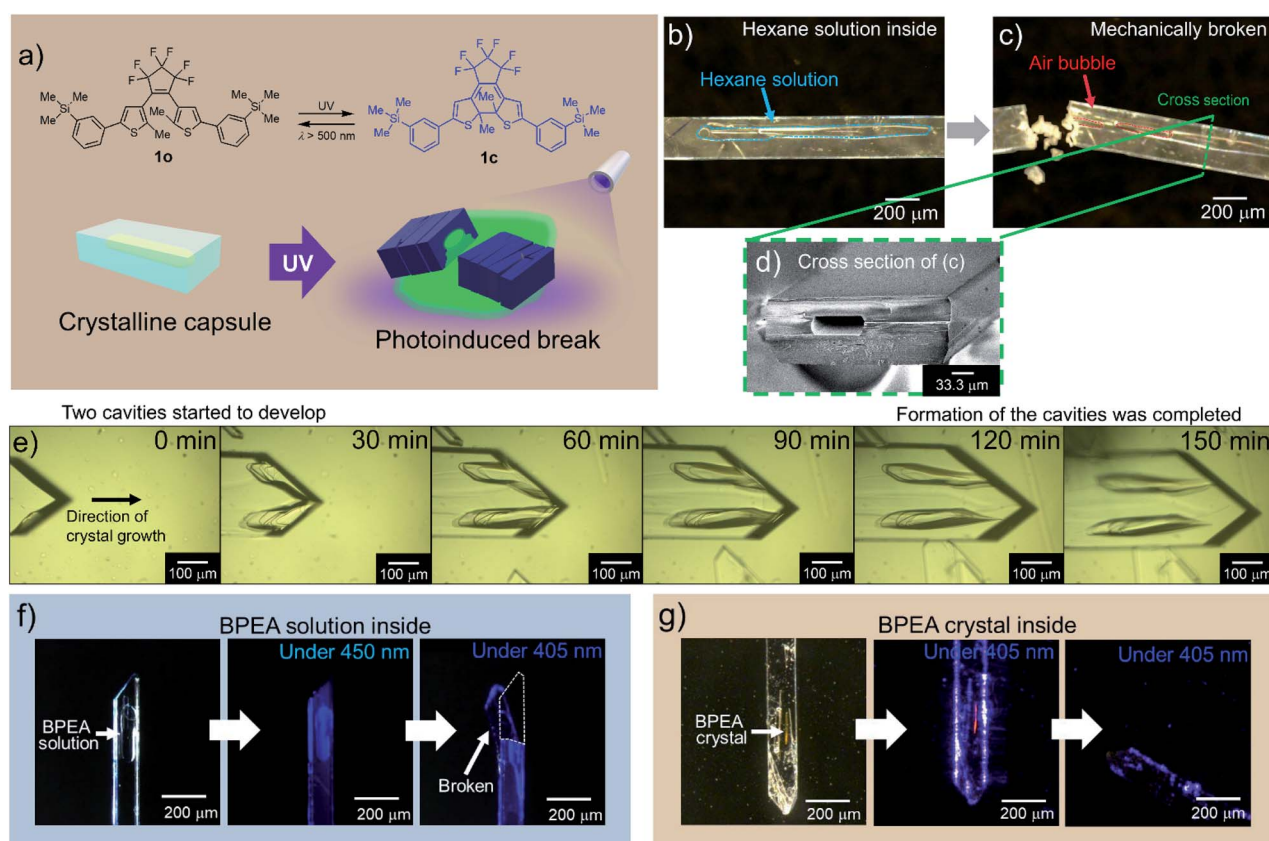 a)
F F
F F
F F
Me
Me
Si
Me
Me
Me
Si
Me
S
Me
Me
S
1o
UV
λ > 500 nm
F F
F F
F F
Me
Me
Si
Me
Me
Me
Si
Me
Me
S
Me
S
1c
Crystalline capsule
UV
Photoinduced break
b)
Hexane solution inside
Hexane solution
200 μm
c)
Mechanically broken
Air bubble
Cross section
200 μm
d)
Cross section of (c)
33.3 μm
Two cavities started to develop
Formation of the cavities was completed
e)
0 min
30 min
60 min
90 min
120 min
150 min
Direction of
crystal growth
100 μm
100 μm
100 μm
100 μm
100 μm
100 μm
f)
BPEA solution inside
Under 450 nm
Under 405 nm
BPEA
solution
Broken
200 μm
200 μm
200 μm
g)
BPEA crystal inside
Under 405 nm
Under 405 nm
BPEA
crystal
200 μm
200 μm
200 μm